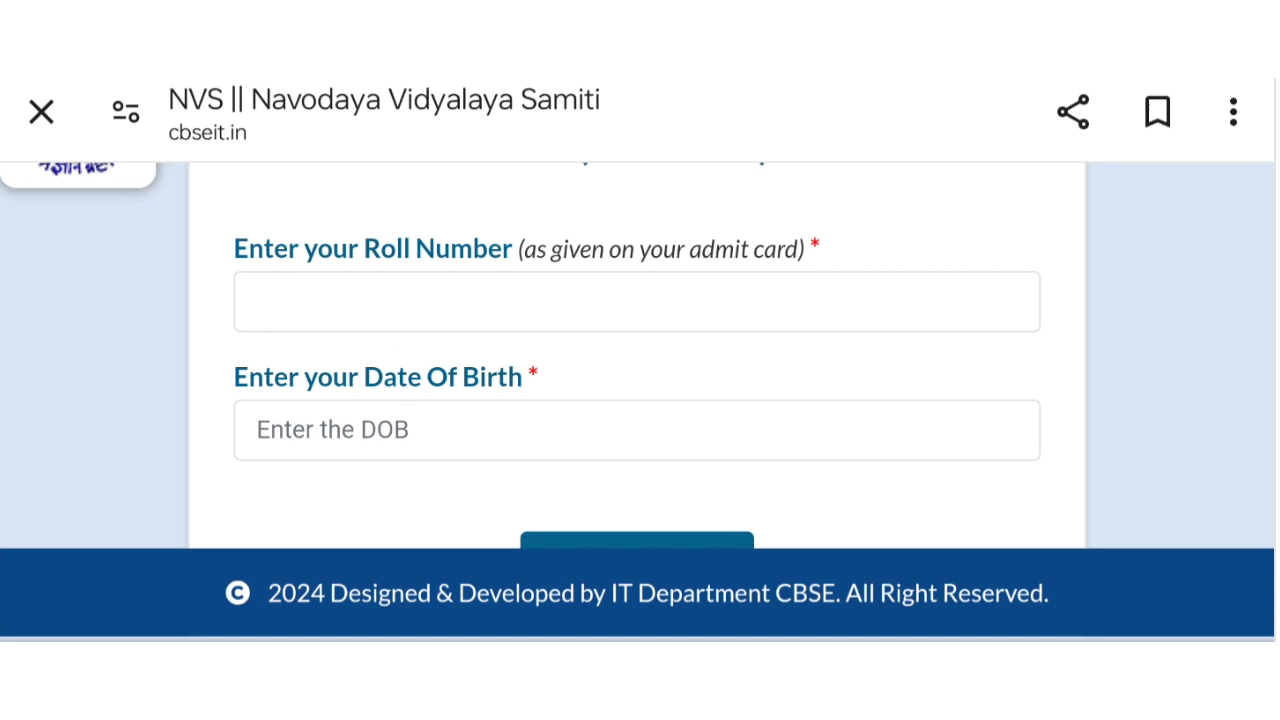 NVS || Navodaya Vidyalaya Samiti
cbseit.in
Enter your Roll Number (as given on your admit card) *
Enter your Date Of Birth *
Enter the DOB
© 2024 Designed & Developed by IT Department CBSE. All Right Reserved.